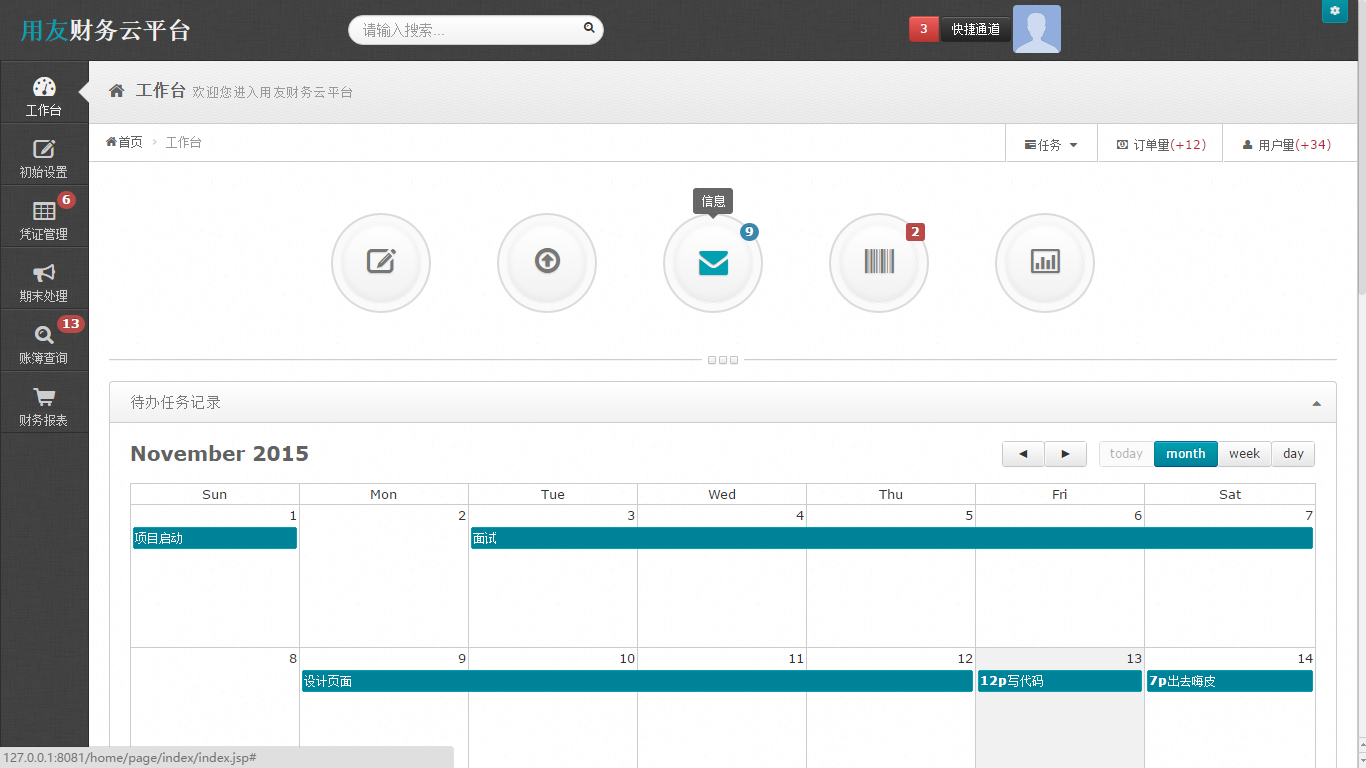 用友财务云平台
请输入搜索...
3 快捷通道
工作台
初始设置
6
凭证管理
期末处理
13
账簿查询
财务报表
工作台 欢迎您进入用友财务云平台
首页 > 工作台
任务
订单量(+12)
用户量(+34)
信息
9
2
待办任务记录
November 2015
◄ ► today month week day
Sun Mon Tue Wed Thu Fri Sat
1 2 3 4 5 6 7
项目启动 面试
8 9 10 11 12 13 14
设计页面 12p写代码 7p出去嗨皮
127.0.0.1:8081/home/page/index/index.jsp#